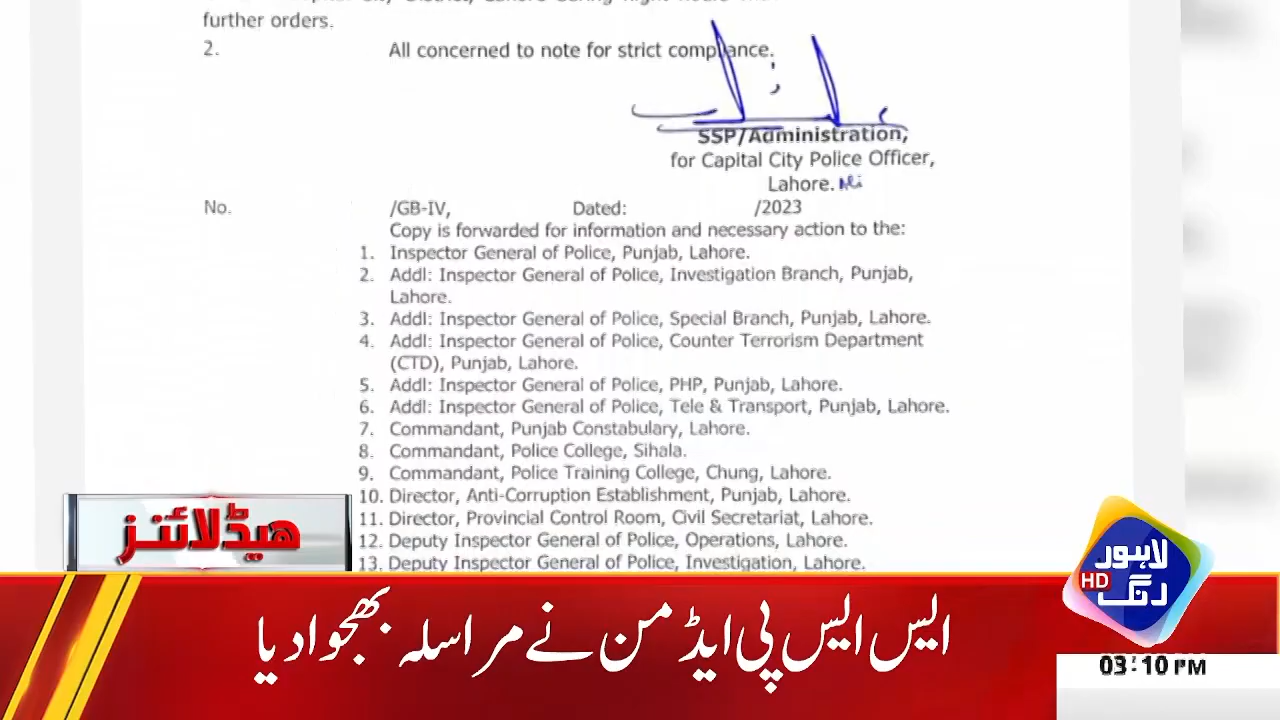 further orders.
2. All concerned to note for strict compliance.
SSP/Administration,
for Capital City Police Officer,
Lahore.
No. /GB-IV, Dated: /2023
Copy is forwarded for information and necessary action to the:
1. Inspector General of Police, Punjab, Lahore.
2. Addl: Inspector General of Police, Investigation Branch, Punjab,
Lahore.
3. Addl: Inspector General of Police, Special Branch, Punjab, Lahore.
4. Addl: Inspector General of Police, Counter Terrorism Department
(CTD), Punjab, Lahore.
5. Addl: Inspector General of Police, PHP, Punjab, Lahore.
6. Addl: Inspector General of Police, Tele & Transport, Punjab, Lahore.
7. Commandant, Punjab Constabulary, Lahore.
8. Commandant, Police College, Sihala.
9. Commandant, Police Training College, Chung, Lahore.
10. Director, Anti-Corruption Establishment, Punjab, Lahore.
11. Director, Provincial Control Room, Civil Secretariat, Lahore.
12. Deputy Inspector General of Police, Operations, Lahore.
13. Deputy Inspector General of Police, Investigation, Lahore.
ہیڈلائنز
لاہور
رنگ
HD
ایس ایس پی ایڈمن نے مراسلہ بھجوا دیا
03:10 PM